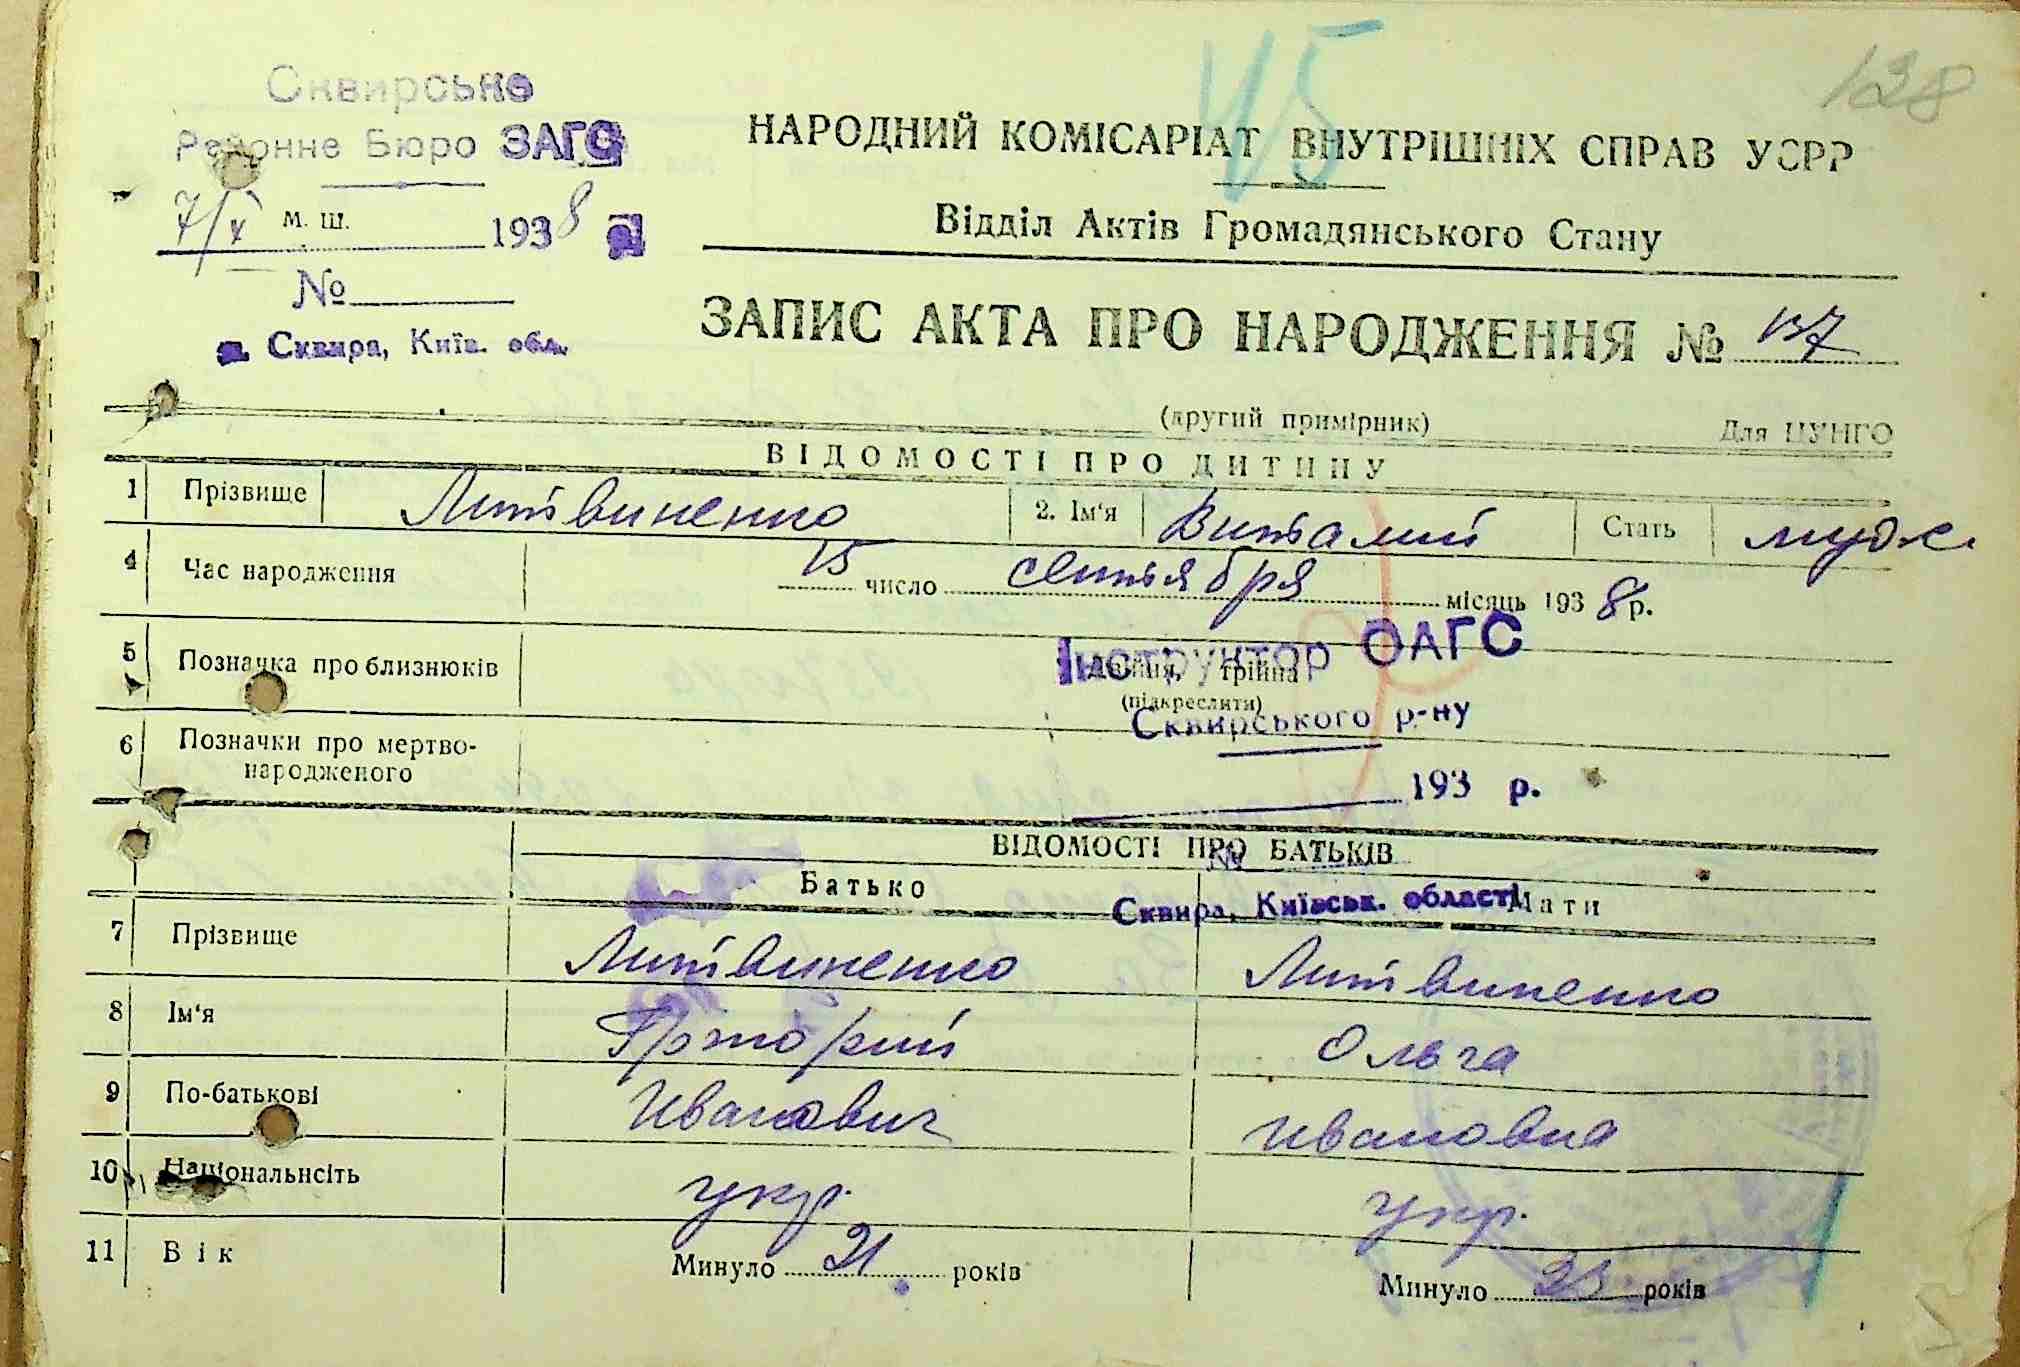 138
15
Сквирське
Районне Бюро ЗАГС
7/X м. ш. 1938
№
Сквира, Київ. обл.
НАРОДНИЙ КОМІСАРІАТ ВНУТРІШНІХ СПРАВ УСРР
Відділ Актів Громадянського Стану
ЗАПИС АКТА ПРО НАРОДЖЕННЯ № 137
(другий примірник) Для ЦУНГО
ВІДОМОСТІ ПРО ДИТИНУ
1 Прізвище Литвиненко 2. Ім'я Виталий Стать муж.
4 Час народження 15 число сентября місяць 1938 р.
5 Позначка про близнюків двійня, трійня
(підкреслити)
Інструктор ОАГС
Сквирського р-ну
6 Позначки про мертво-
народженого
193 р.
ВІДОМОСТІ ПРО БАТЬКІВ
Батько Мати
Сквира, Київськ. області
7 Прізвище Литвиненко Литвиненко
8 Ім'я Григорий Ольга
9 По-батькові Иванович Ивановна
10 Національнсіть укр. укр.
11 Вік Минуло 21 років Минуло років